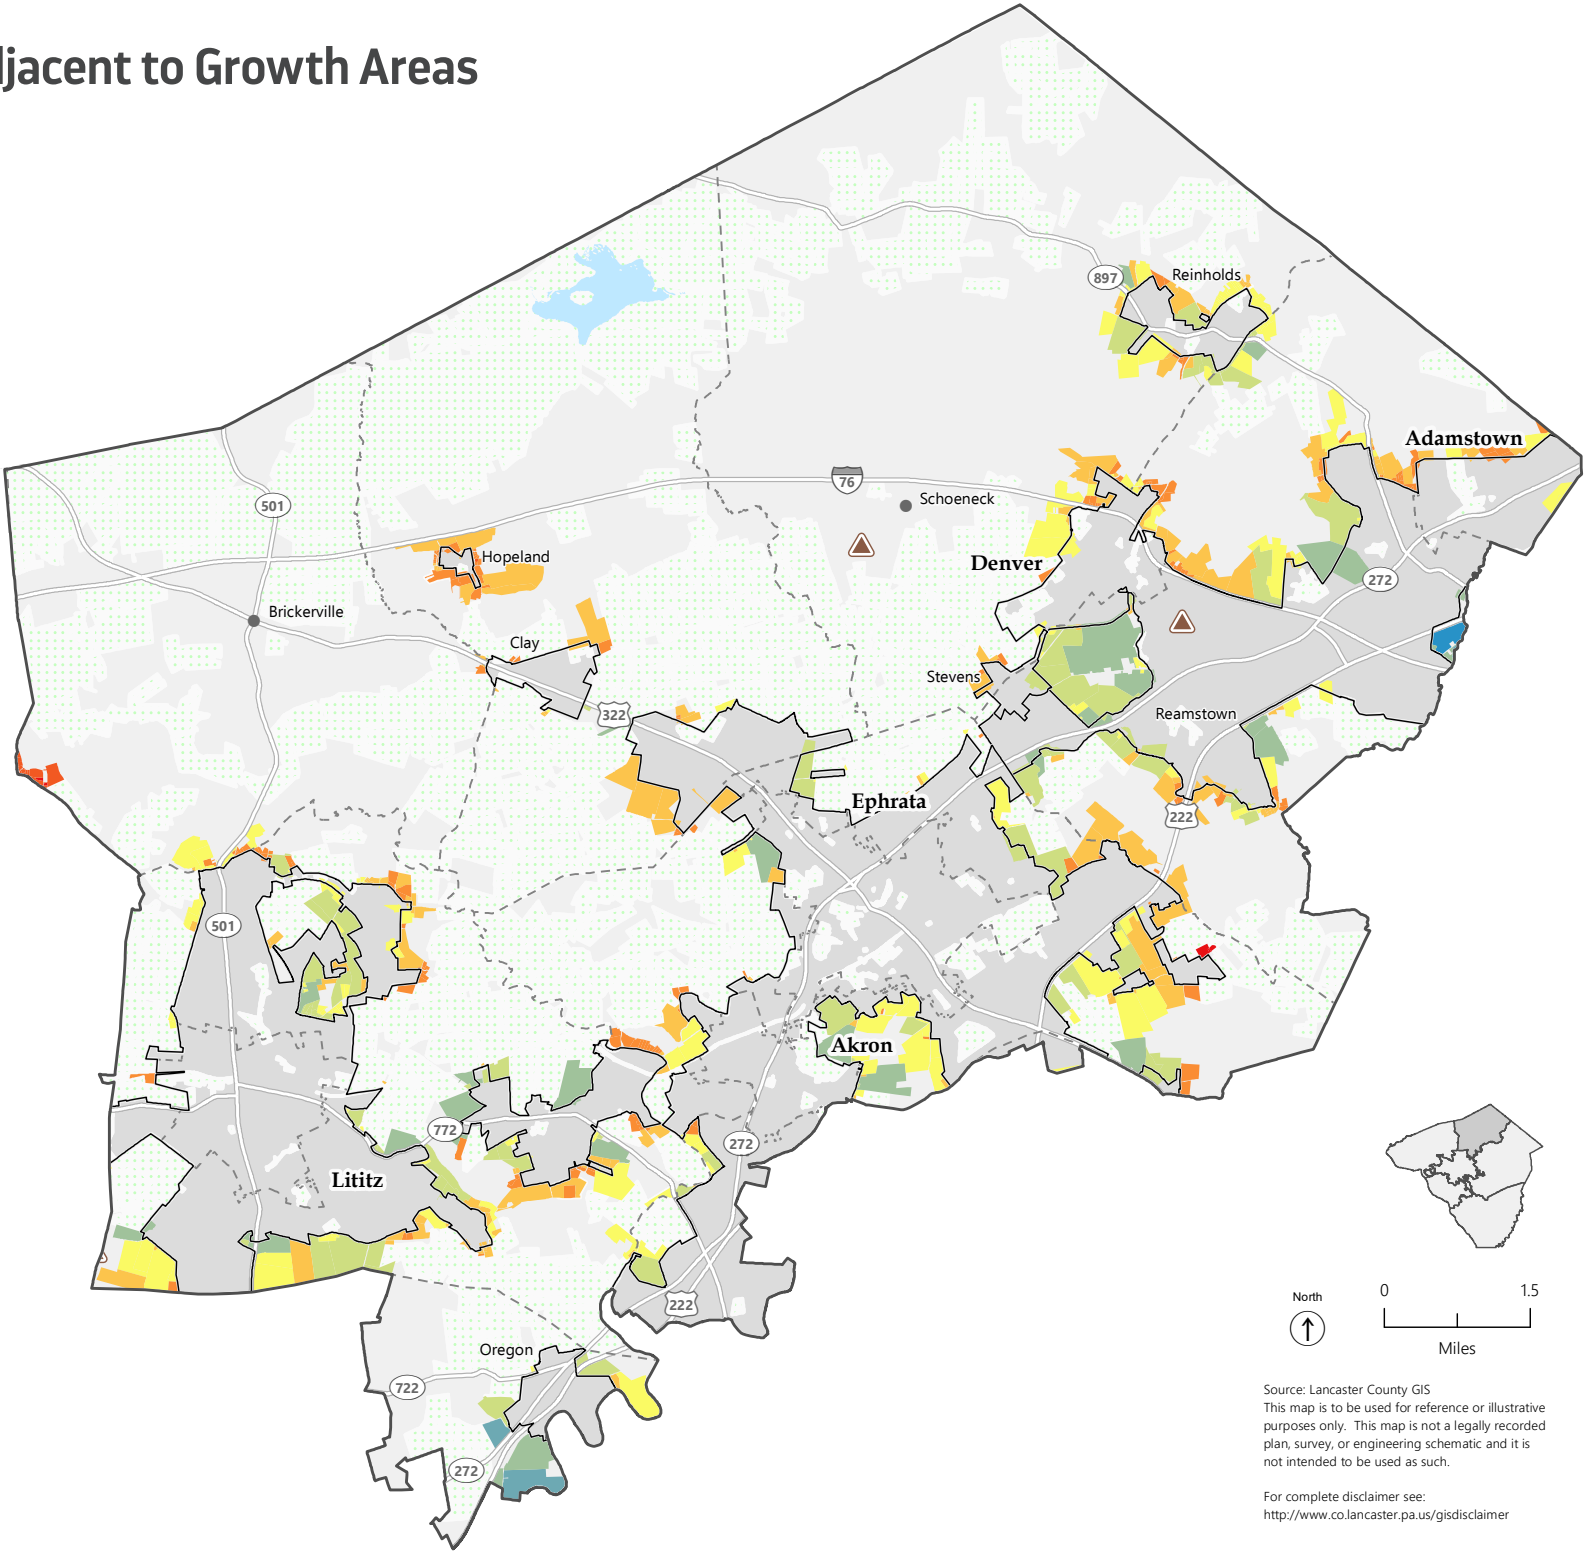 djacent to Growth Areas
897
Reinholds
Adamstown
501
76
Schoeneck
Hopeland
Denver
272
Brickerville
Clay
Stevens
322
Reamstown
Ephrata
222
501
Akron
772
272
Lititz
222
Oregon
722
272
North
0 1.5
Miles
Source: Lancaster County GIS
This map is to be used for reference or illustrative
purposes only. This map is not a legally recorded
plan, survey, or engineering schematic and it is
not intended to be used as such.
For complete disclaimer see:
http://www.co.lancaster.pa.us/gisdisclaimer